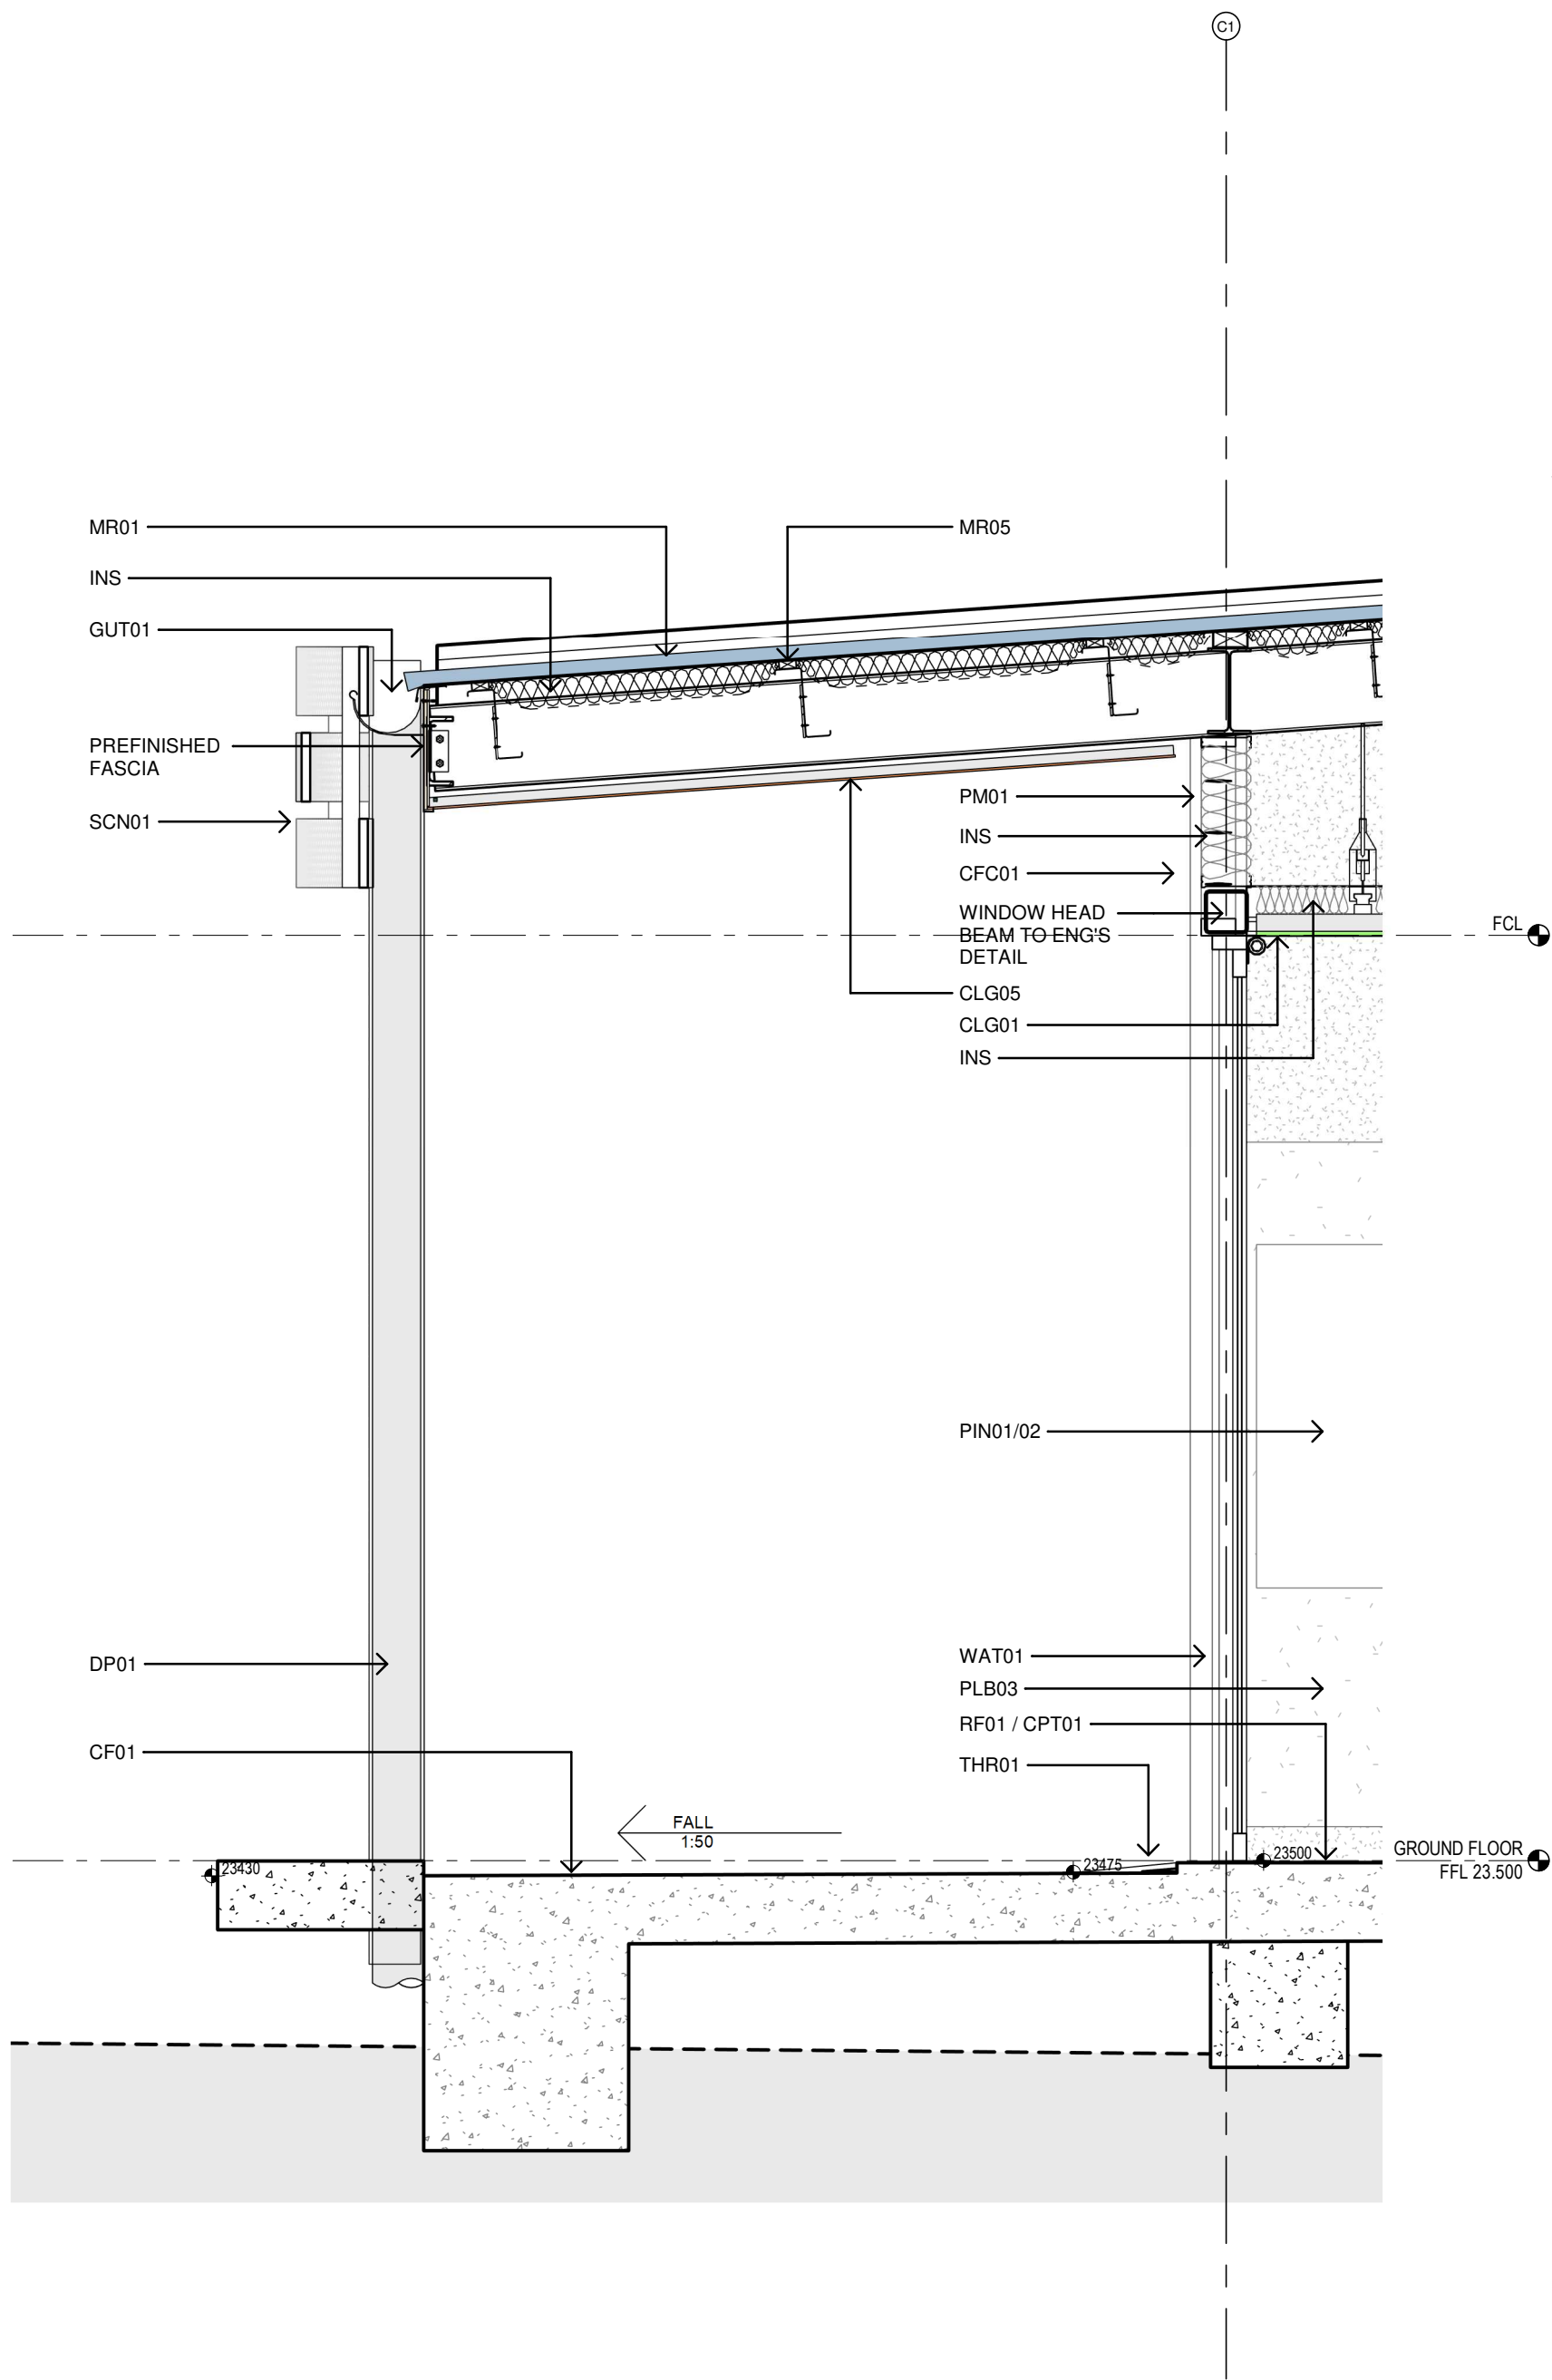 C1
MR01
MR05
INS
GUT01
PREFINISHED
FASCIA
SCN01
PM01
INS
CFC01
WINDOW HEAD
BEAM TO ENG'S
DETAIL
FCL
CLG05
CLG01
INS
PIN01/02
DP01
WAT01
PLB03
RF01 / CPT01
CF01
THR01
FALL
1:50
23430
23475
23500
GROUND FLOOR
FFL 23.500